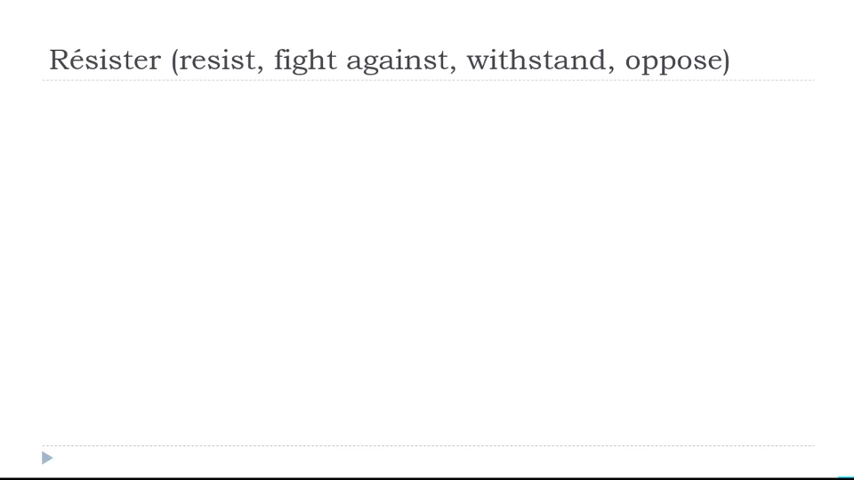 Résister (resist, fight against, withstand, oppose)